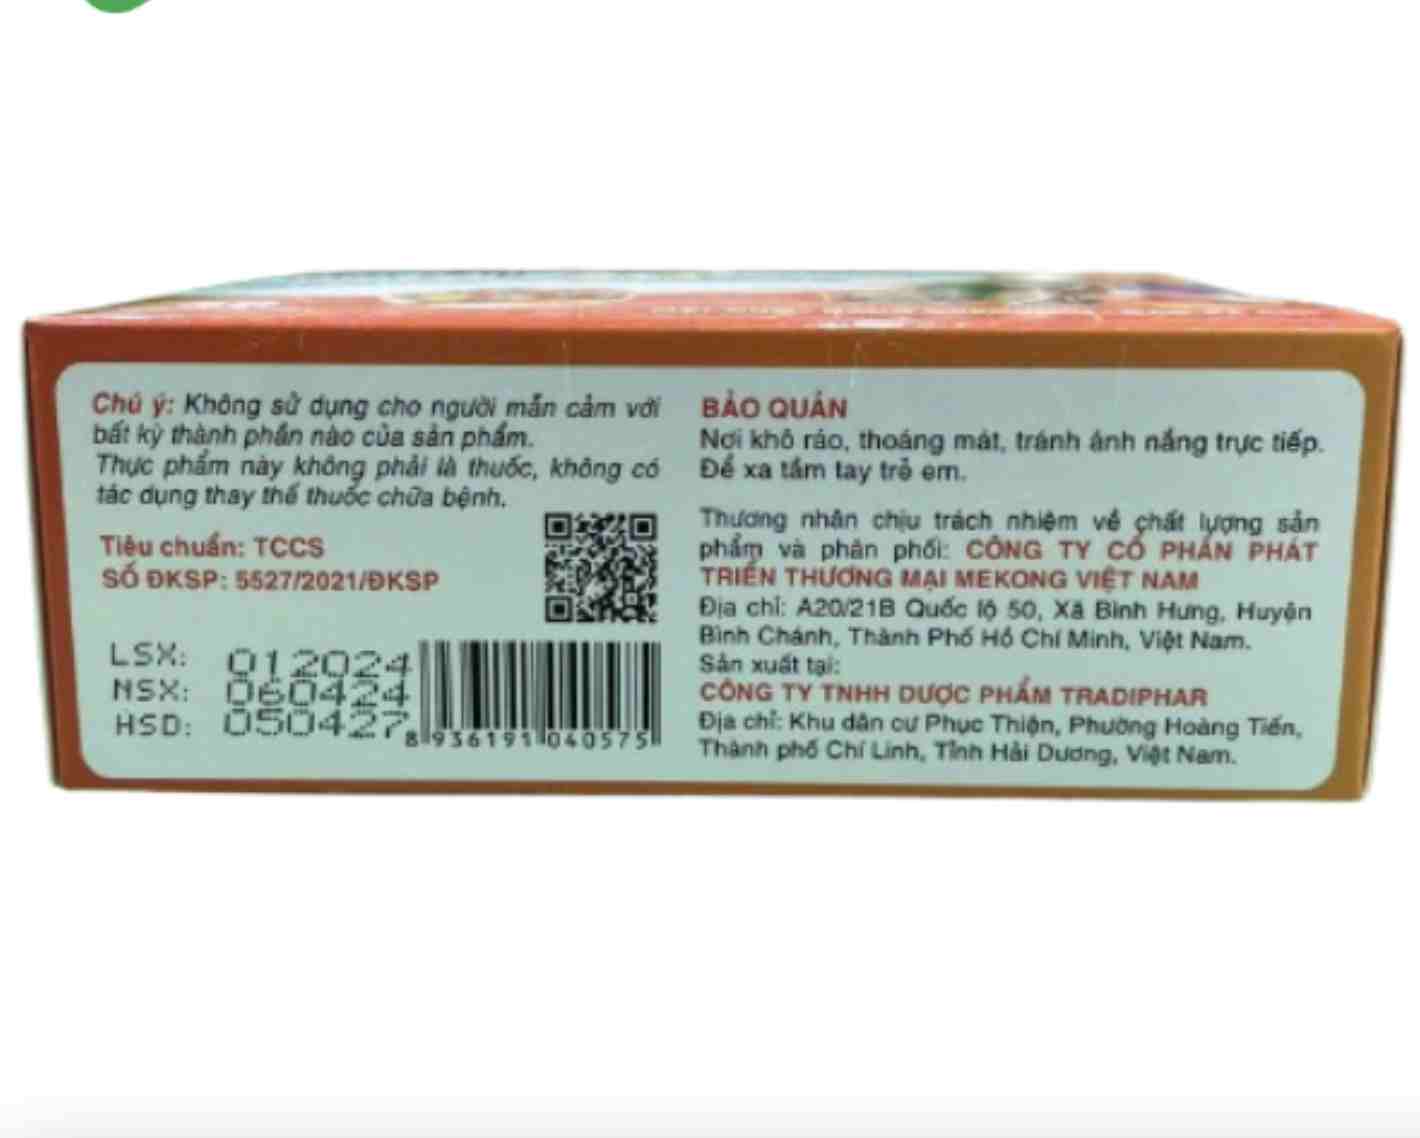 Chú ý: Không sử dụng cho người mẫn cảm với
bất kỳ thành phần nào của sản phẩm.
Thực phẩm này không phải là thuốc, không có
tác dụng thay thế thuốc chữa bệnh.
Tiêu chuẩn: TCCS
SỐ ĐKSP: 5527/2021/ĐKSP
LSX: 012024
NSX: 060424
HSD: 050427
8 936191 040575
BẢO QUẢN
Nơi khô ráo, thoáng mát, tránh ánh nắng trực tiếp.
Để xa tầm tay trẻ em.
Thương nhân chịu trách nhiệm về chất lượng sản
phẩm và phân phối: CÔNG TY CỔ PHẦN PHÁT
TRIỂN THƯƠNG MẠI MEKONG VIỆT NAM
Địa chỉ: A20/21B Quốc lộ 50, Xã Bình Hưng, Huyện
Bình Chánh, Thành Phố Hồ Chí Minh, Việt Nam.
Sản xuất tại:
CÔNG TY TNHH DƯỢC PHẨM TRADIPHAR
Địa chỉ: Khu dân cư Phục Thiện, Phường Hoàng Tiến,
Thành phố Chí Linh, Tỉnh Hải Dương, Việt Nam.